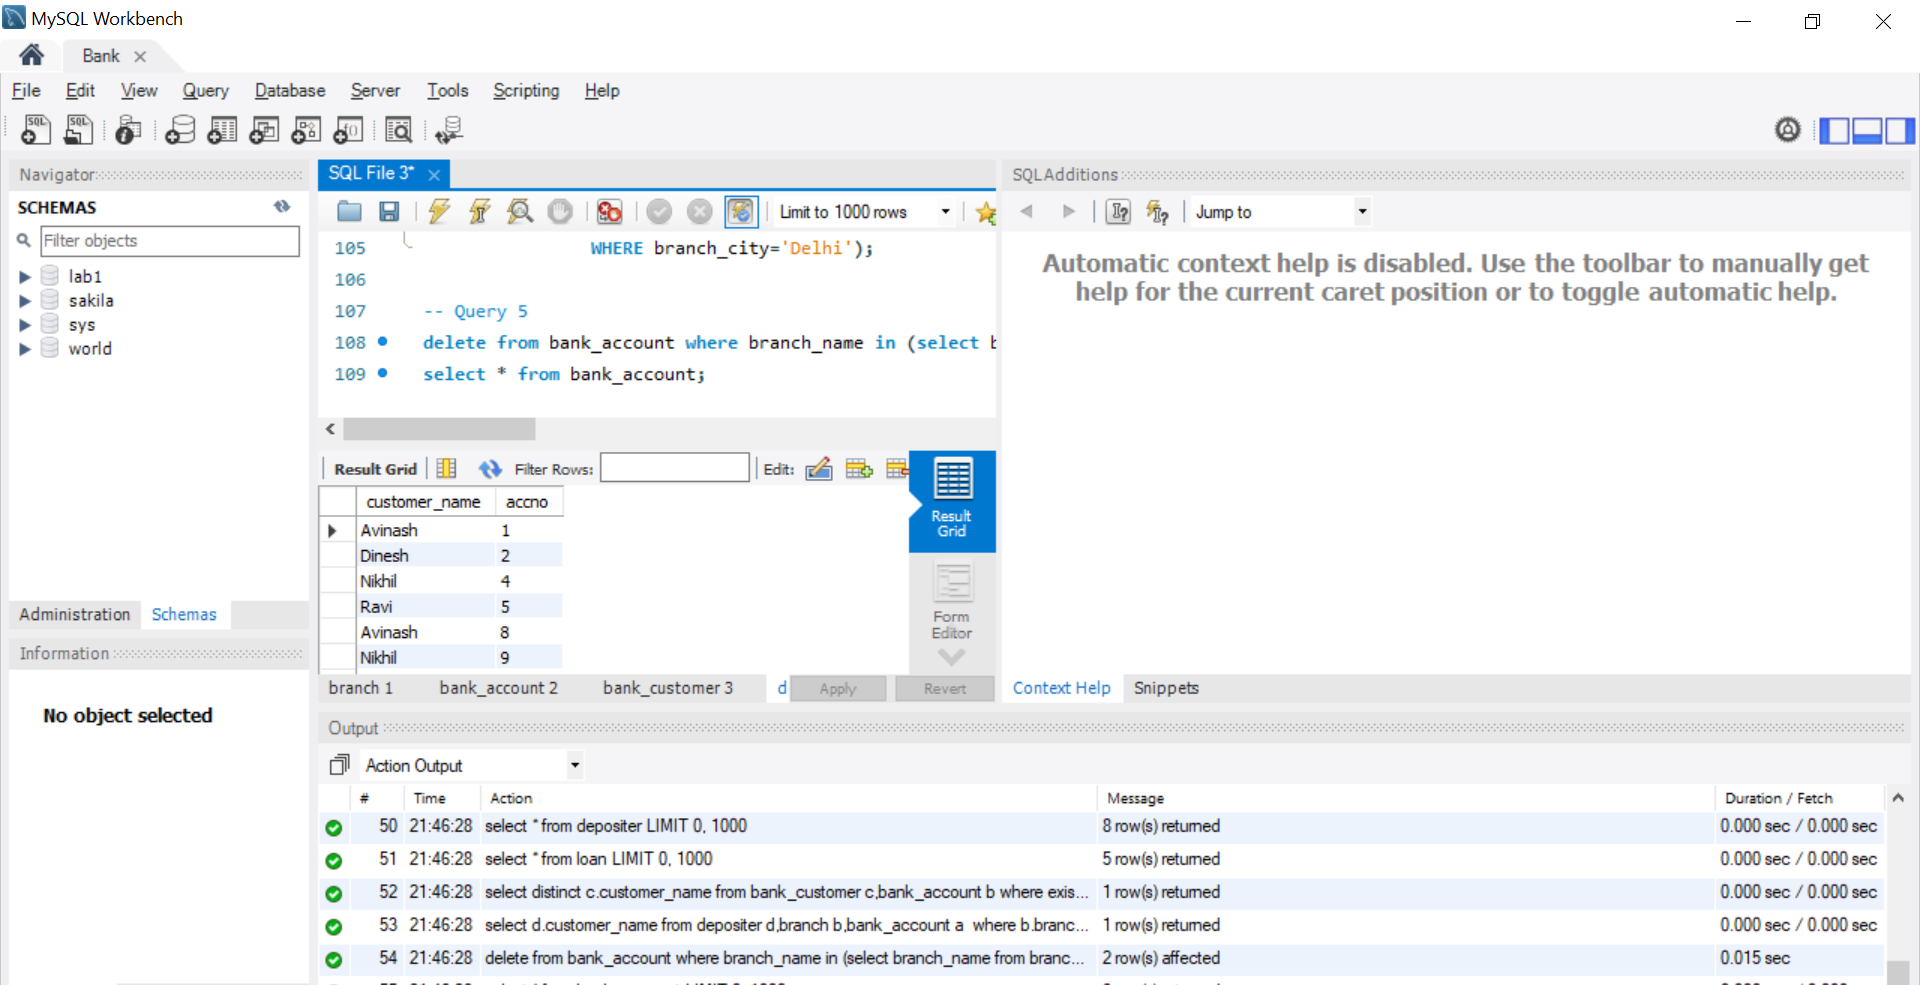 MySQL Workbench
Bank
File Edit View Query Database Server Tools Scripting Help
Navigator
SCHEMAS
Filter objects
lab1
sakila
sys
world
Administration Schemas
Information
No object selected
SQL File 3*
Limit to 1000 rows
105 WHERE branch_city='Delhi');
106
107 -- Query 5
108 delete from bank_account where branch_name in (select
109 select * from bank_account;
Result Grid Filter Rows: Edit:
customer_name accno
Avinash 1
Dinesh 2
Nikhil 4
Ravi 5
Avinash 8
Nikhil 9
Result
Grid
Form
Editor
branch 1 bank_account 2 bank_customer 3 d Apply Revert
SQLAdditions
Jump to
Automatic context help is disabled. Use the toolbar to manually get
help for the current caret position or to toggle automatic help.
Context Help Snippets
Output
Action Output
# Time Action Message Duration / Fetch
50 21:46:28 select * from depositer LIMIT 0, 1000 8 row(s) returned 0.000 sec / 0.000 sec
51 21:46:28 select * from loan LIMIT 0, 1000 5 row(s) returned 0.000 sec / 0.000 sec
52 21:46:28 select distinct c.customer_name from bank_customer c,bank_account b where exis... 1 row(s) returned 0.000 sec / 0.000 sec
53 21:46:28 select d.customer_name from depositer d,branch b,bank_account a where b.branc... 1 row(s) returned 0.000 sec / 0.000 sec
54 21:46:28 delete from bank_account where branch_name in (select branch_name from branc... 2 row(s) affected 0.015 sec